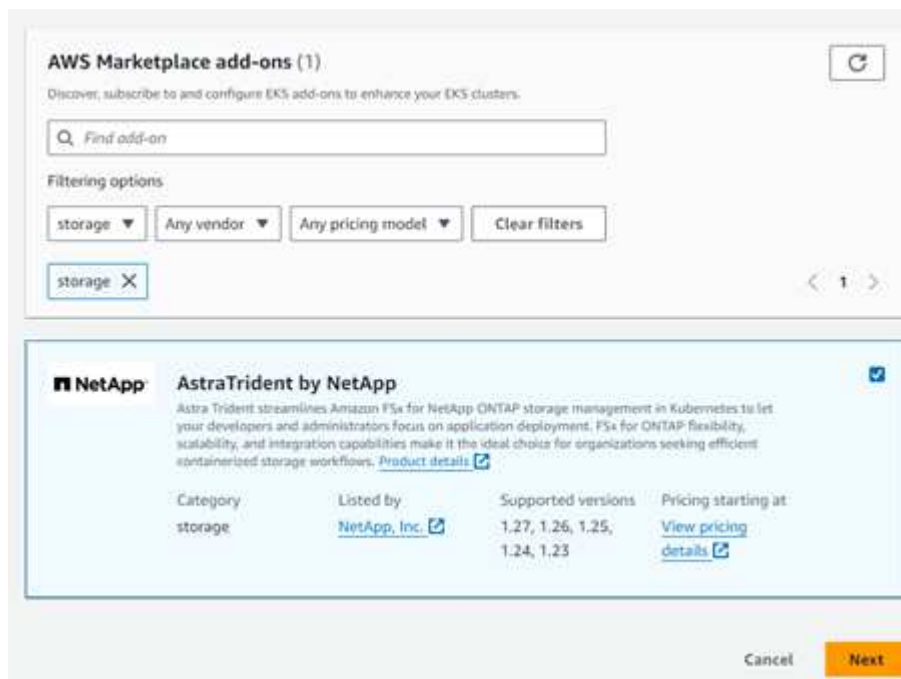 AWS Marketplace add-ons (1)
Discover, subscribe to and configure EKS add-ons to enhance your EKS clusters.
Find add-on
Filtering options
storage Any vendor Any pricing model Clear filters
storage 1
NetApp AstraTrident by NetApp
Astra Trident streamlines Amazon FSx for NetApp ONTAP storage management in Kubernetes to let
your developers and administrators focus on application deployment. FSx for ONTAP flexibility,
scalability, and integration capabilities make it the ideal choice for organizations seeking efficient
containerized storage workflows. Product details
Category Listed by Supported versions Pricing starting at
storage NetApp, Inc. 1.27, 1.26, 1.25, View pricing
1.24, 1.23 details
Cancel Next